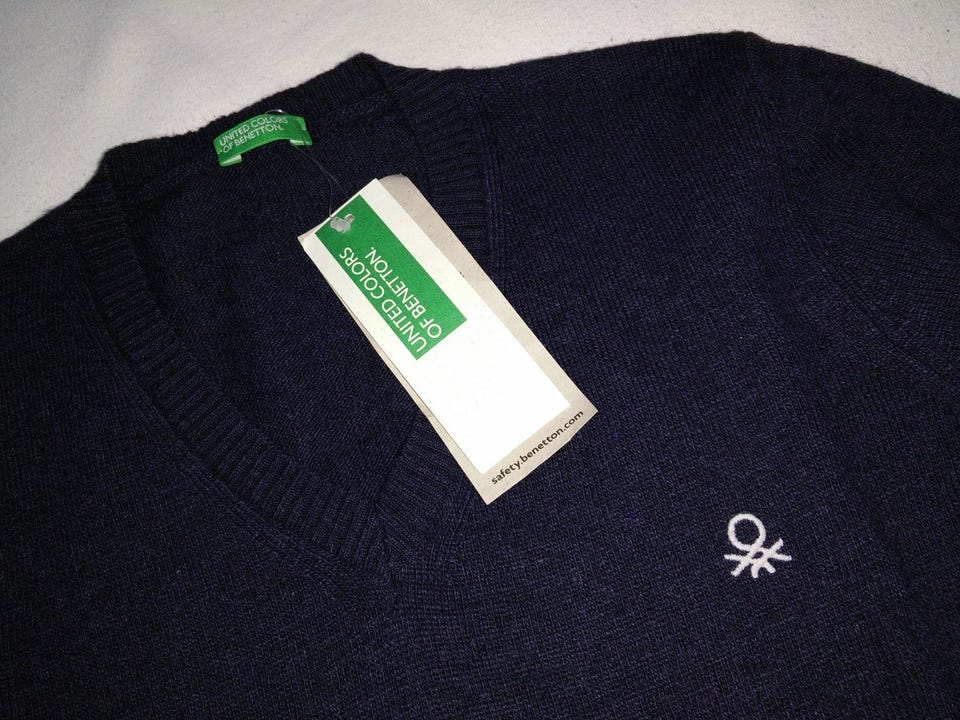 UNITED COLORS
OF BENETTON.
UNITED COLORS
OF BENETTON.
safety.benetton.com